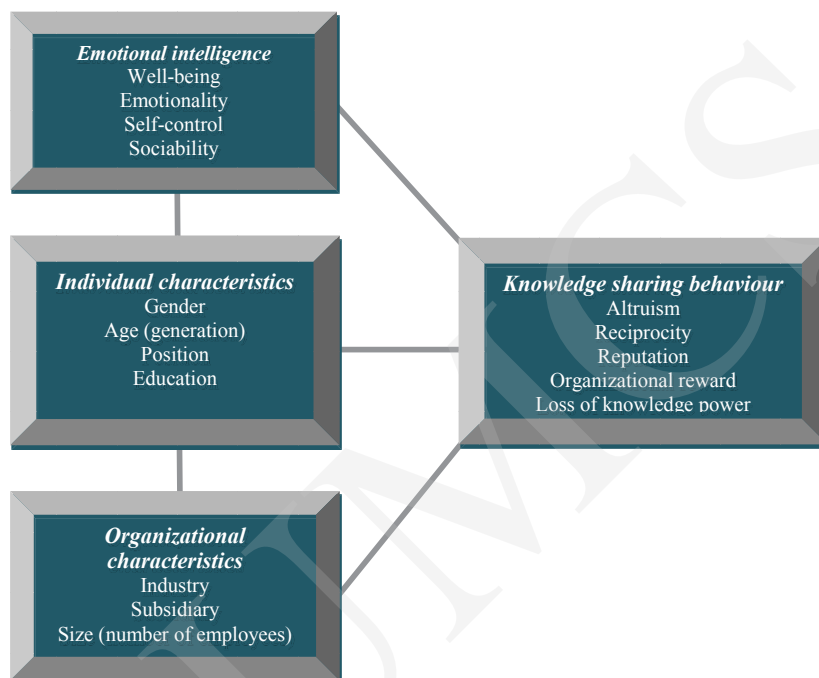 Emotional intelligence
Well-being
Emotionality
Self-control
Sociability
Individual characteristics
Gender
Age (generation)
Position
Education
Knowledge sharing behaviour
Altruism
Reciprocity
Reputation
Organizational reward
Loss of knowledge power
Organizational
characteristics
Industry
Subsidiary
Size (number of employees)
UMCS